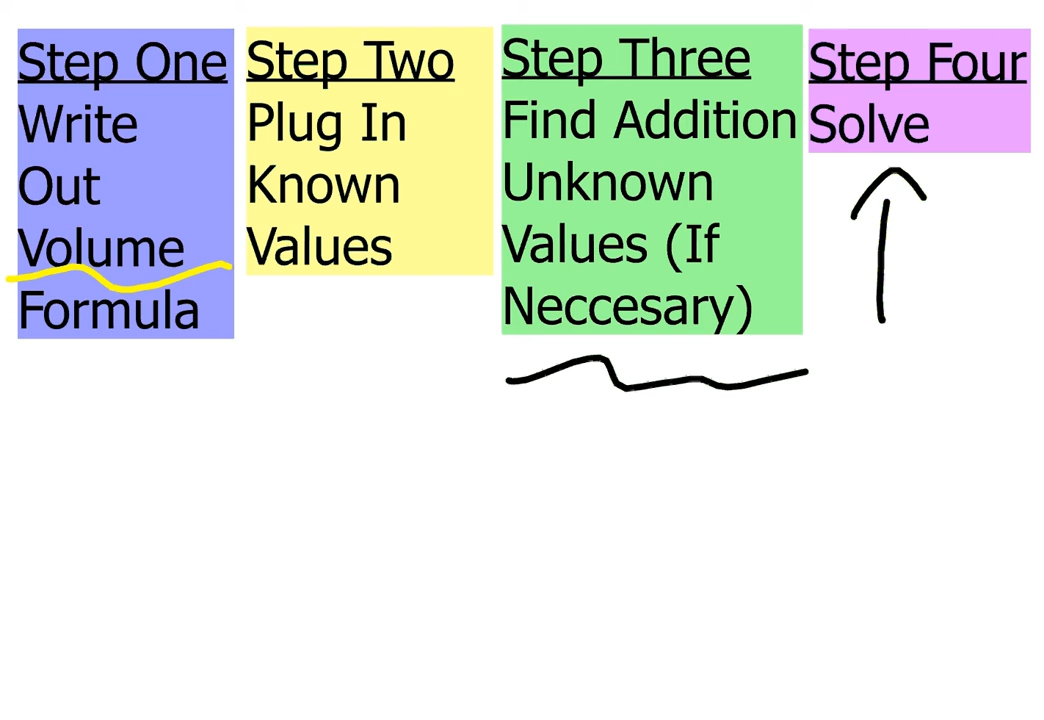 Step One
Write
Out
Volume
Formula
Step Two
Plug In
Known
Values
Step Three
Find Addition
Unknown
Values (If
Neccesary)
Step Four
Solve